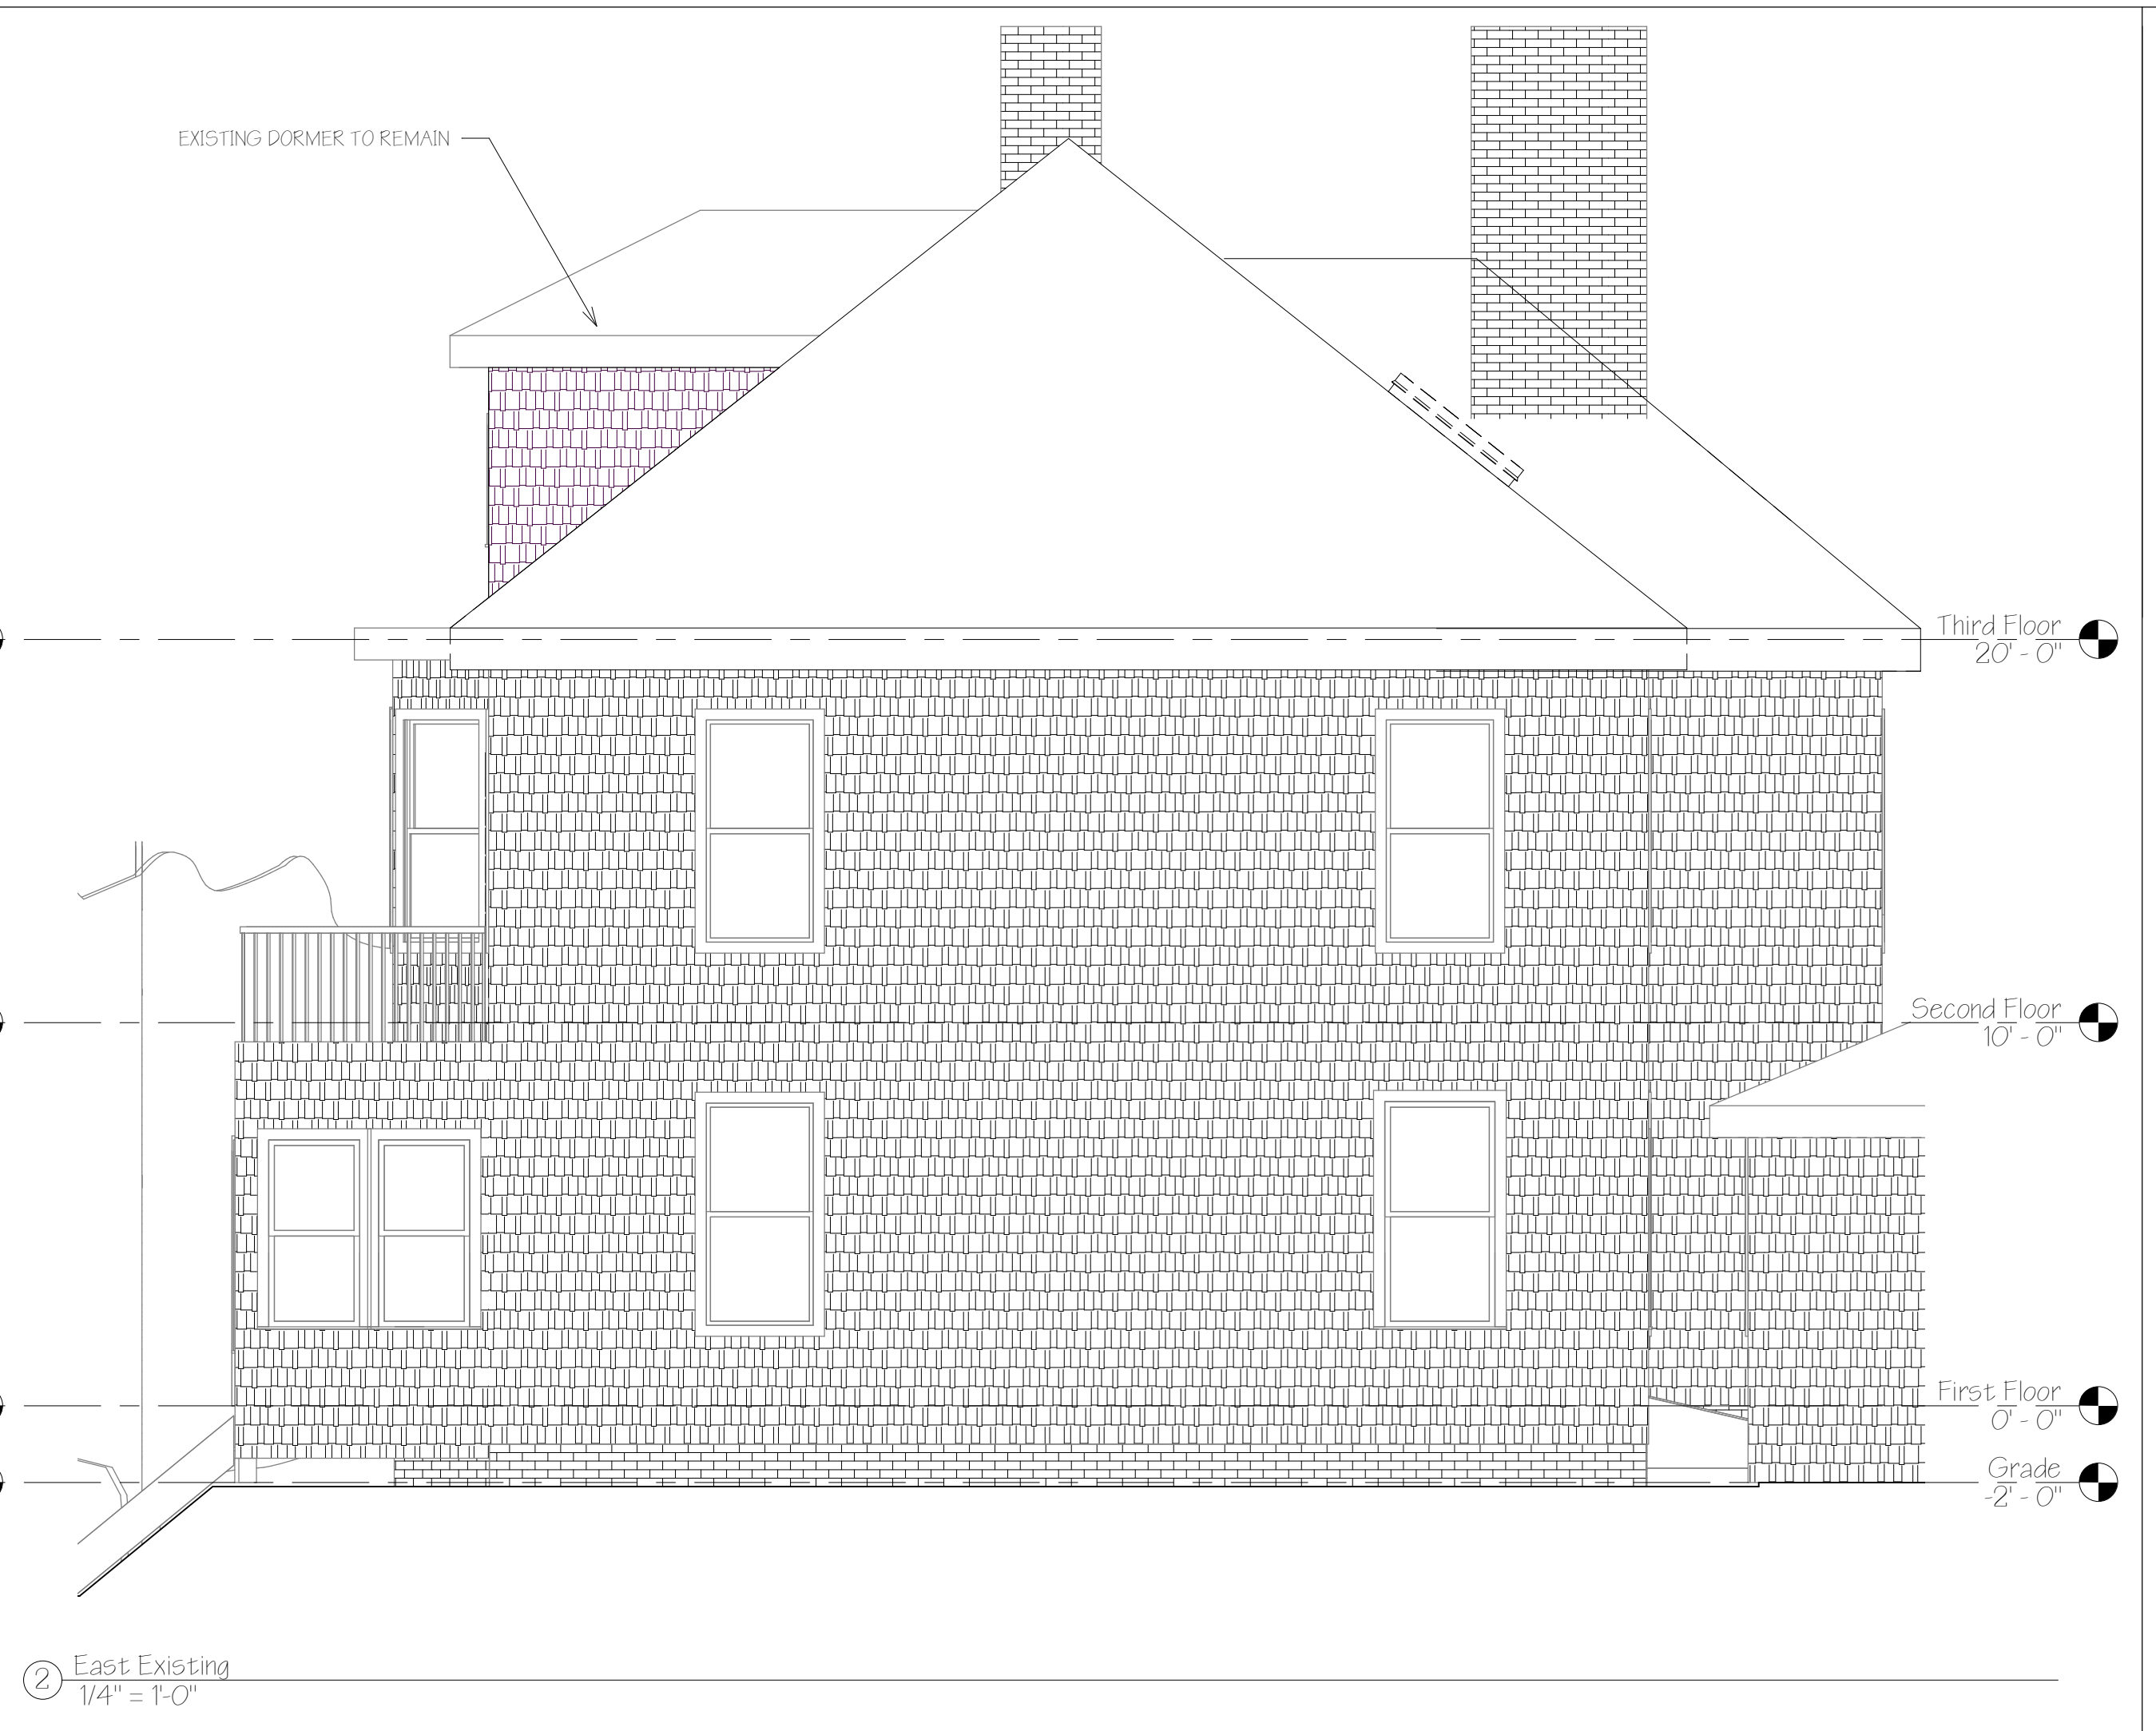 EXISTING DORMER TO REMAIN
Third Floor
20' - 0"
Second Floor
10' - 0"
First Floor
0' - 0"
Grade
-2' - 0"
2
East Existing
1/4" = 1'-0"